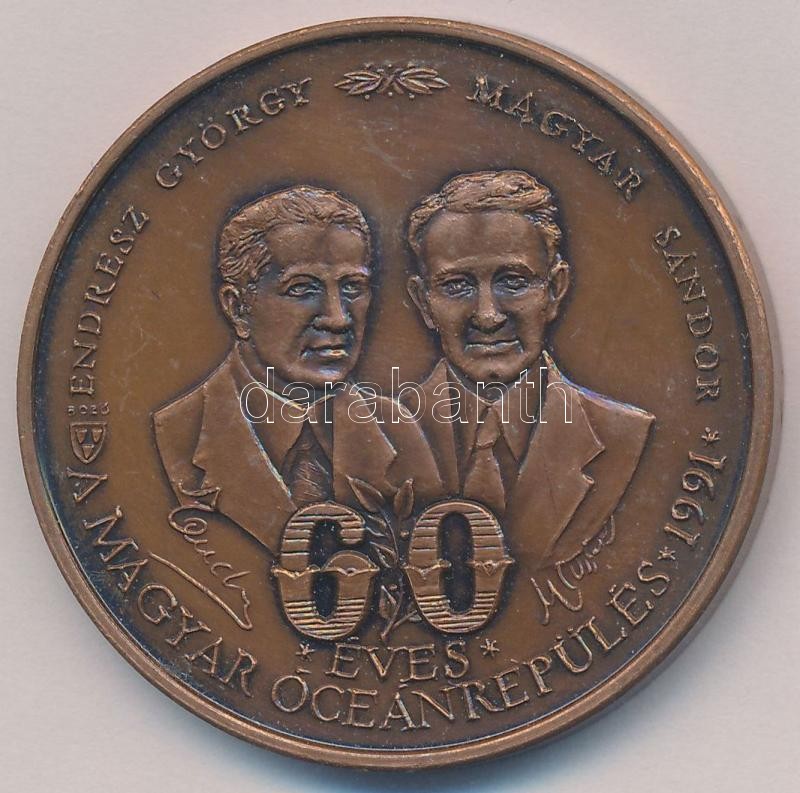 ENDRESZ GYÖRGY MAGYAR SÁNDOR * 1991 *
BOZÓ
darabanth
60
* ÉVES *
A MAGYAR ÓCEÁNREPÜLÉS